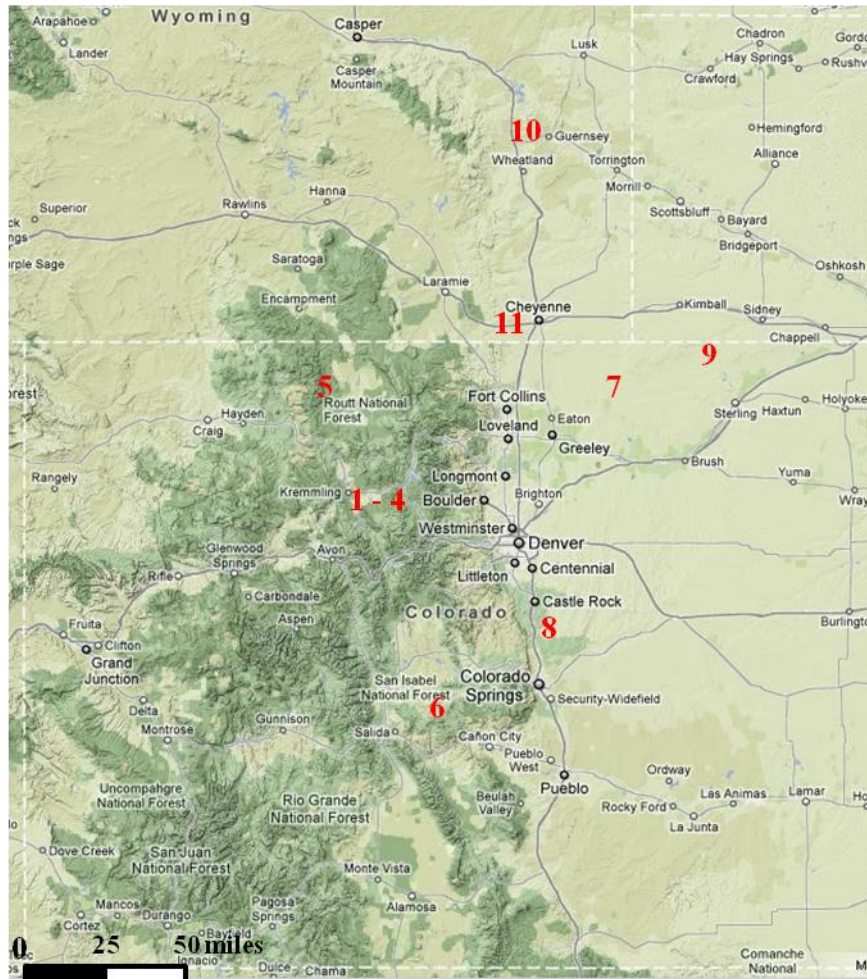 Wyoming
Arapahoe
Casper
Lander
Casper
Mountain
Lusk
Chadron
Hay Springs
Crawford
10
Guernsey
Hemingford
Wheatland
Torrington
Alliance
Morrill
Hanna
Superior
Rawlins
Scottsbluff
Bayard
Bridgeport
Saratoga
Oshkosh
Laramie
Encampment
Kimball
Cheyenne
Sidney
11
Chappell
9
5
7
Routt National
Forest
Fort Collins
Holyoke
Hayden
Eaton
Sterling
Haxtun
Craig
Loveland
Greeley
Rangely
Longmont
Brush
Yuma
Kremmling
1 - 4
Boulder
Brighton
Wray
Westminster
Denver
Glenwood
Springs
Avon
Rifle
Littleton
Centennial
Carbondale
Castle Rock
Aspen
Colorado
8
Fruita
Clifton
Grand
Junction
San Isabel
National Forest
Colorado
Springs
Delta
6
Security-Widefield
Montrose
Gunnison
Salida
Cañon City
Pueblo
West
Ordway
Pueblo
Uncompahgre
National Forest
Rio Grande
National Forest
Beulah
Valley
Las Animas
Lamar
Rocky Ford
La Junta
Dove Creek
San Juan
National Forest
Monte Vista
Mancos
Pagosa
Springs
Alamosa
Cortez
Durango
Bayfield
0 25 50 miles
Ignacio
Comanche
National
Dulce
Chama